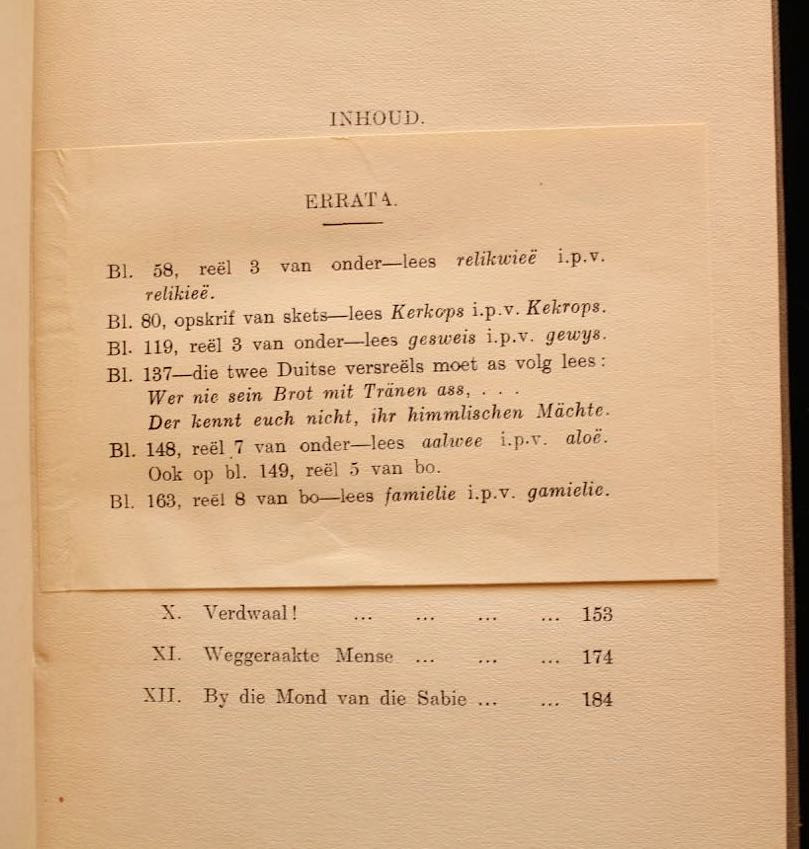 INHOUD.
ERRATA.
Bl. 58, reël 3 van onder—lees relikwieë i.p.v.
relikieë.
Bl. 80, opskrif van skets—lees Kerkops i.p.v. Kekrops.
Bl. 119, reël 3 van onder—lees gesweis i.p.v. gewys.
Bl. 137—die twee Duitse versreëls moet as volg lees:
Wer nie sein Brot mit Tränen ass, . . .
Der kennt euch nicht, ihr himmlischen Mächte.
Bl. 148, reël 7 van onder—lees aalwee i.p.v. aloë.
Ook op bl. 149, reël 5 van bo.
Bl. 163, reël 8 van bo—lees famielie i.p.v. gamielie.
X. Verdwaal! ... ... ... ... 153
XI. Weggeraakte Mense ... ... ... 174
XII. By die Mond van die Sabie ... ... 184